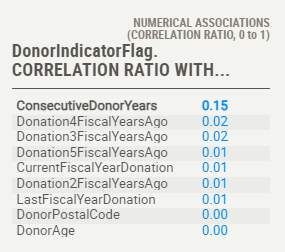 NUMERICAL ASSOCIATIONS
(CORRELATION RATIO, 0 to 1)
DonorIndicatorFlag.
CORRELATION RATIO WITH...
ConsecutiveDonorYears 0.15
Donation4FiscalYearsAgo 0.02
Donation3FiscalYearsAgo 0.02
Donation5FiscalYearsAgo 0.01
CurrentFiscalYearDonation 0.01
Donation2FiscalYearsAgo 0.01
LastFiscalYearDonation 0.01
DonorPostalCode 0.00
DonorAge 0.00